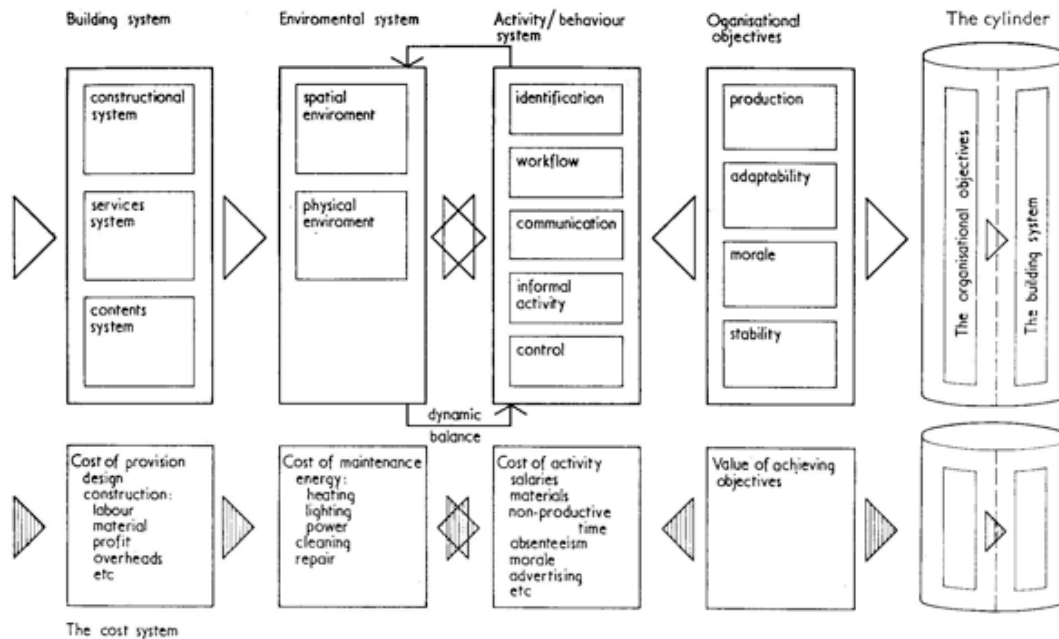 Building system
Enviromental system
Activity/behaviour
system
Oganisational
objectives
The cylinder
constructional
system
services
system
contents
system
spatial
enviroment
physical
enviroment
identification
workflow
communication
informal
activity
control
production
adaptability
morale
stability
The organisational objectives
The building system
dynamic
balance
Cost of provision
design
construction:
labour
material
profit
overheads
etc
Cost of maintenance
energy:
heating
lighting
power
cleaning
repair
Cost of activity
salaries
materials
non-productive
time
absenteeism
morale
advertising
etc
Value of achieving
objectives
The cost system